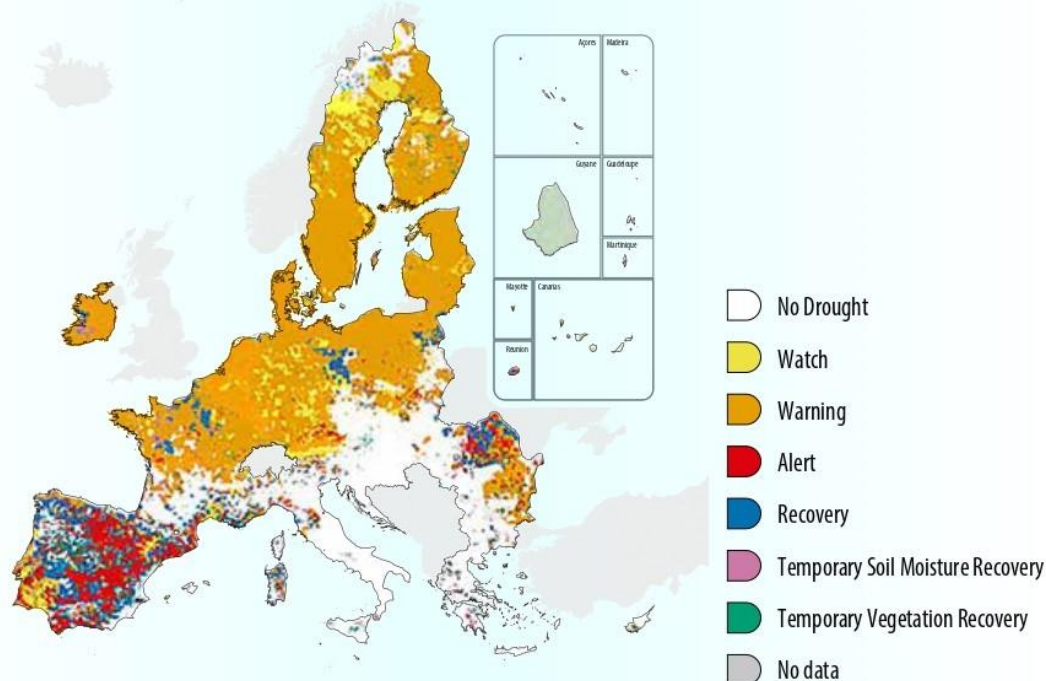 Açores
Madeira
Guyane
Guadeloupe
Martinique
Mayotte
Canarias
Reunion
No Drought
Watch
Warning
Alert
Recovery
Temporary Soil Moisture Recovery
Temporary Vegetation Recovery
No data